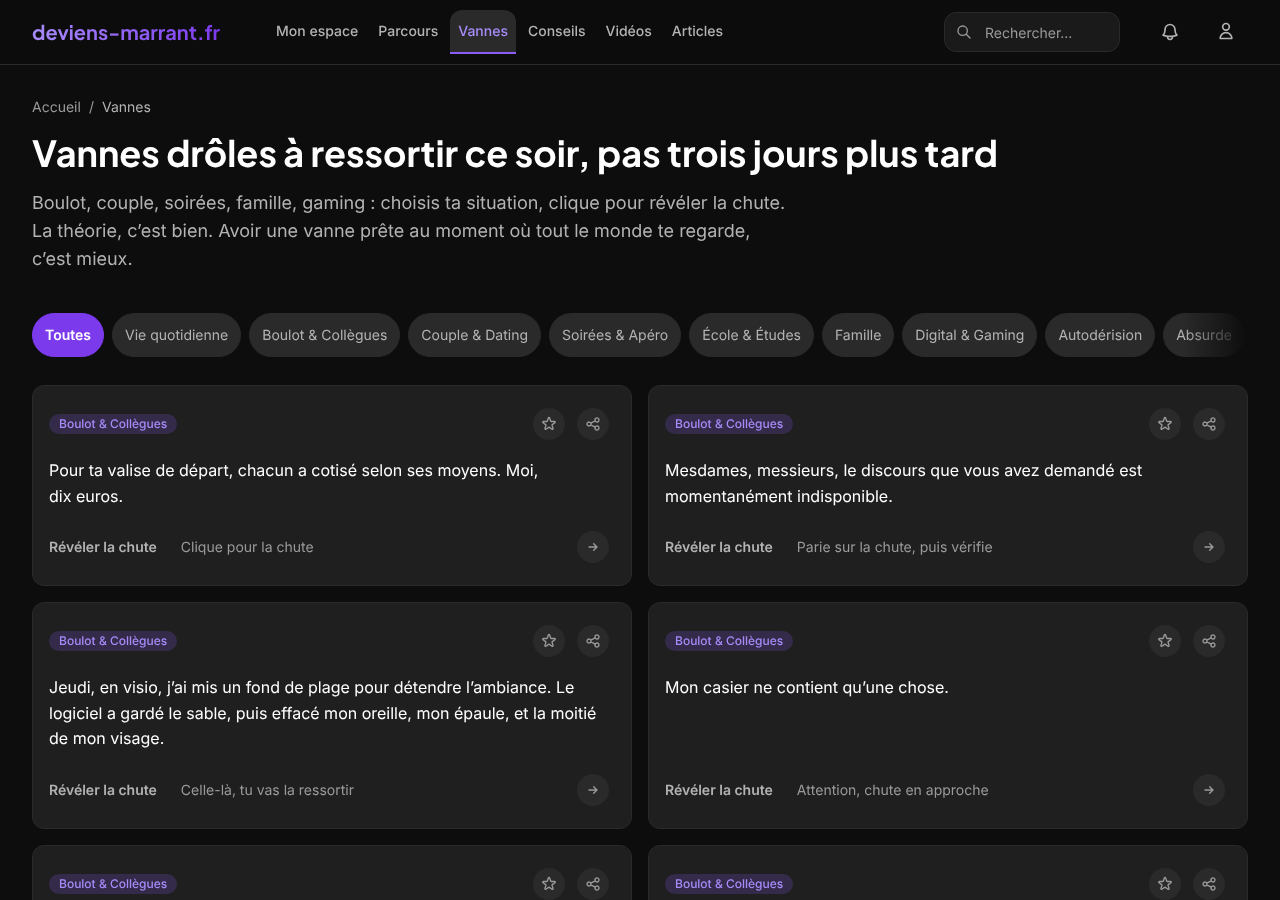 deviens-marrant.fr
Mon espace
Parcours
Vannes
Conseils
Vidéos
Articles
Rechercher...
Accueil / Vannes
Vannes drôles à ressortir ce soir, pas trois jours plus tard
Boulot, couple, soirées, famille, gaming : choisis ta situation, clique pour révéler la chute.
La théorie, c’est bien. Avoir une vanne prête au moment où tout le monde te regarde,
c’est mieux.
Toutes
Vie quotidienne
Boulot & Collègues
Couple & Dating
Soirées & Apéro
École & Études
Famille
Digital & Gaming
Autodérision
Absurde
Boulot & Collègues
Pour ta valise de départ, chacun a cotisé selon ses moyens. Moi,
dix euros.
Révéler la chute
Clique pour la chute
Boulot & Collègues
Mesdames, messieurs, le discours que vous avez demandé est
momentanément indisponible.
Révéler la chute
Parie sur la chute, puis vérifie
Boulot & Collègues
Jeudi, en visio, j’ai mis un fond de plage pour détendre l’ambiance. Le
logiciel a gardé le sable, puis effacé mon oreille, mon épaule, et la moitié
de mon visage.
Révéler la chute
Celle-là, tu vas la ressortir
Boulot & Collègues
Mon casier ne contient qu’une chose.
Révéler la chute
Attention, chute en approche
Boulot & Collègues
Boulot & Collègues